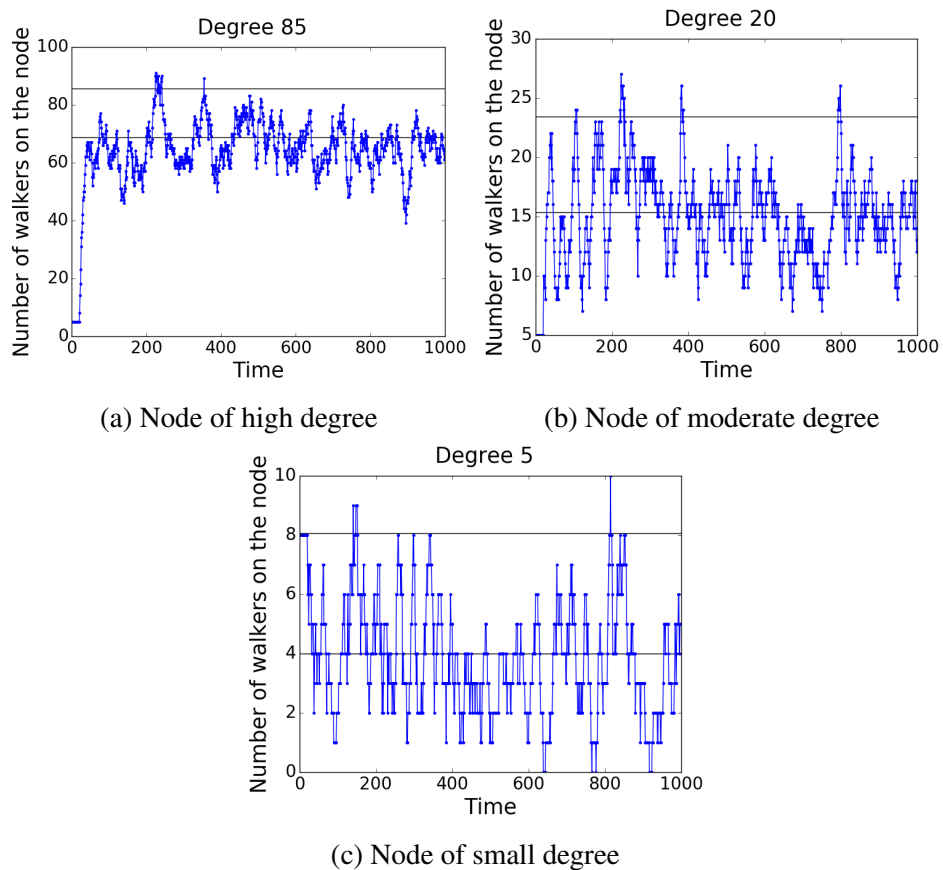 Degree 85
Number of walkers on the node
100
80
60
40
20
0
0 200 400 600 800 1000
Time
(a) Node of high degree
Degree 20
Number of walkers on the node
30
25
20
15
10
5
0 200 400 600 800 1000
Time
(b) Node of moderate degree
Degree 5
Number of walkers on the node
10
8
6
4
2
0
0 200 400 600 800 1000
Time
(c) Node of small degree